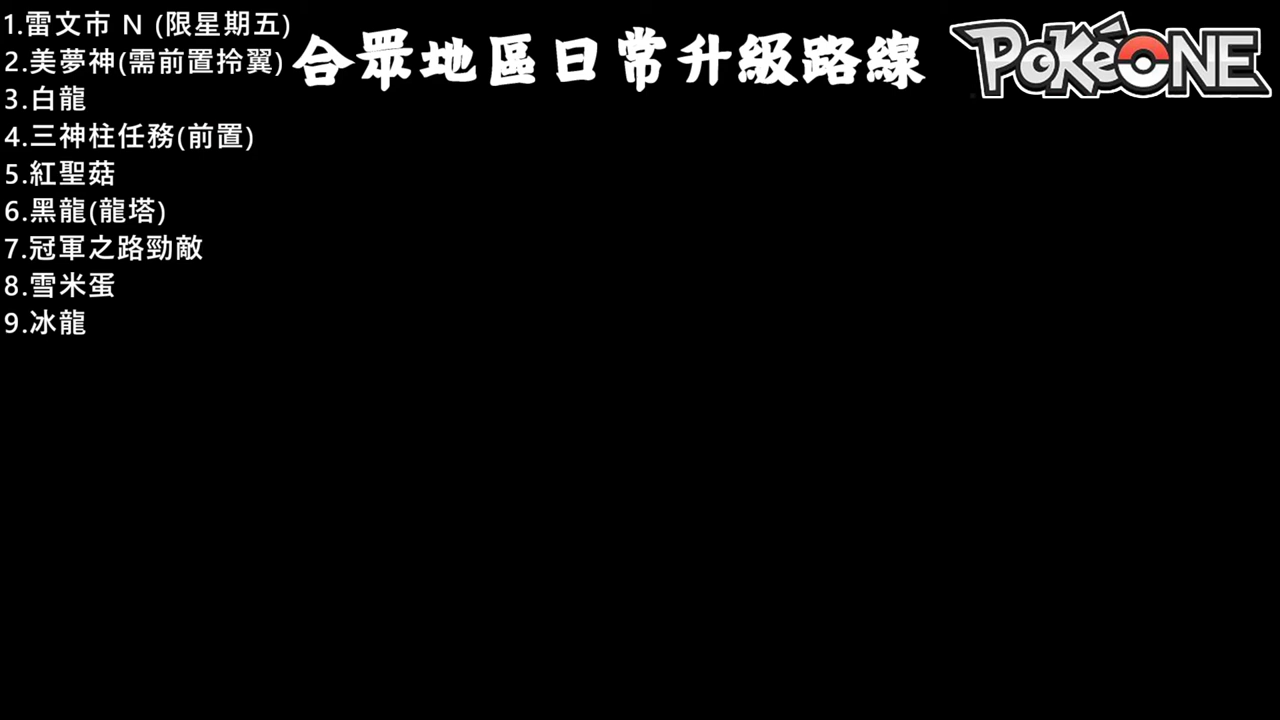 合眾地區日常升級路線
POKéONE
1.雷文市 N (限星期五)
2.美夢神(需前置拎翼)
3.白龍
4.三神柱任務(前置)
5.紅聖菇
6.黑龍(龍塔)
7.冠軍之路勁敵
8.雪米蛋
9.冰龍